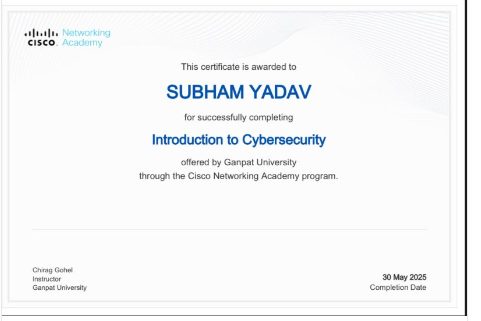 Networking
CISCO. Academy
This certificate is awarded to
SUBHAM YADAV
for successfully completing
Introduction to Cybersecurity
offered by Ganpat University
through the Cisco Networking Academy program.
Chirag Gohel
Instructor
Ganpat University
30 May 2025
Completion Date